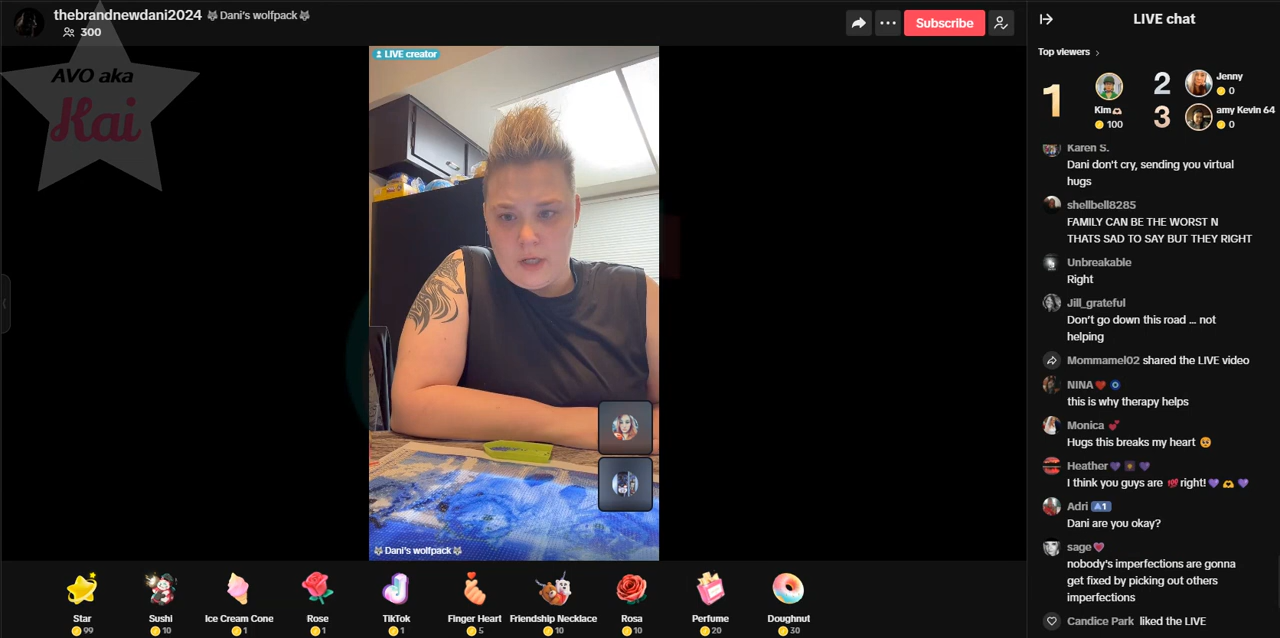 thebrandnewdani2024 🐺Dani's wolfpack🐺
300
Subscribe
AVO aka
Kai
LIVE creator
🐺Dani's wolfpack🐺
Star
99
Sushi
10
Ice Cream Cone
1
Rose
1
TikTok
1
Finger Heart
5
Friendship Necklace
10
Rosa
10
Perfume
20
Doughnut
30
LIVE chat
Top viewers
1
Kim🫶
100
2
Jenny
0
3
amy Kevin 64
0
Karen S.
Dani don't cry, sending you virtual
hugs
shellbell8285
FAMILY CAN BE THE WORST N
THATS SAD TO SAY BUT THEY RIGHT
Unbreakable
Right
Jill_grateful
Don't go down this road ... not
helping
Mommamel02 shared the LIVE video
NINA❤️🧿
this is why therapy helps
Monica 💕
Hugs this breaks my heart 🥺
Heather💜 💜
I think you guys are 💯right!💜 🫶 💜
Adri A1
Dani are you okay?
sage💗
nobody's imperfections are gonna
get fixed by picking out others
imperfections
Candice Park liked the LIVE